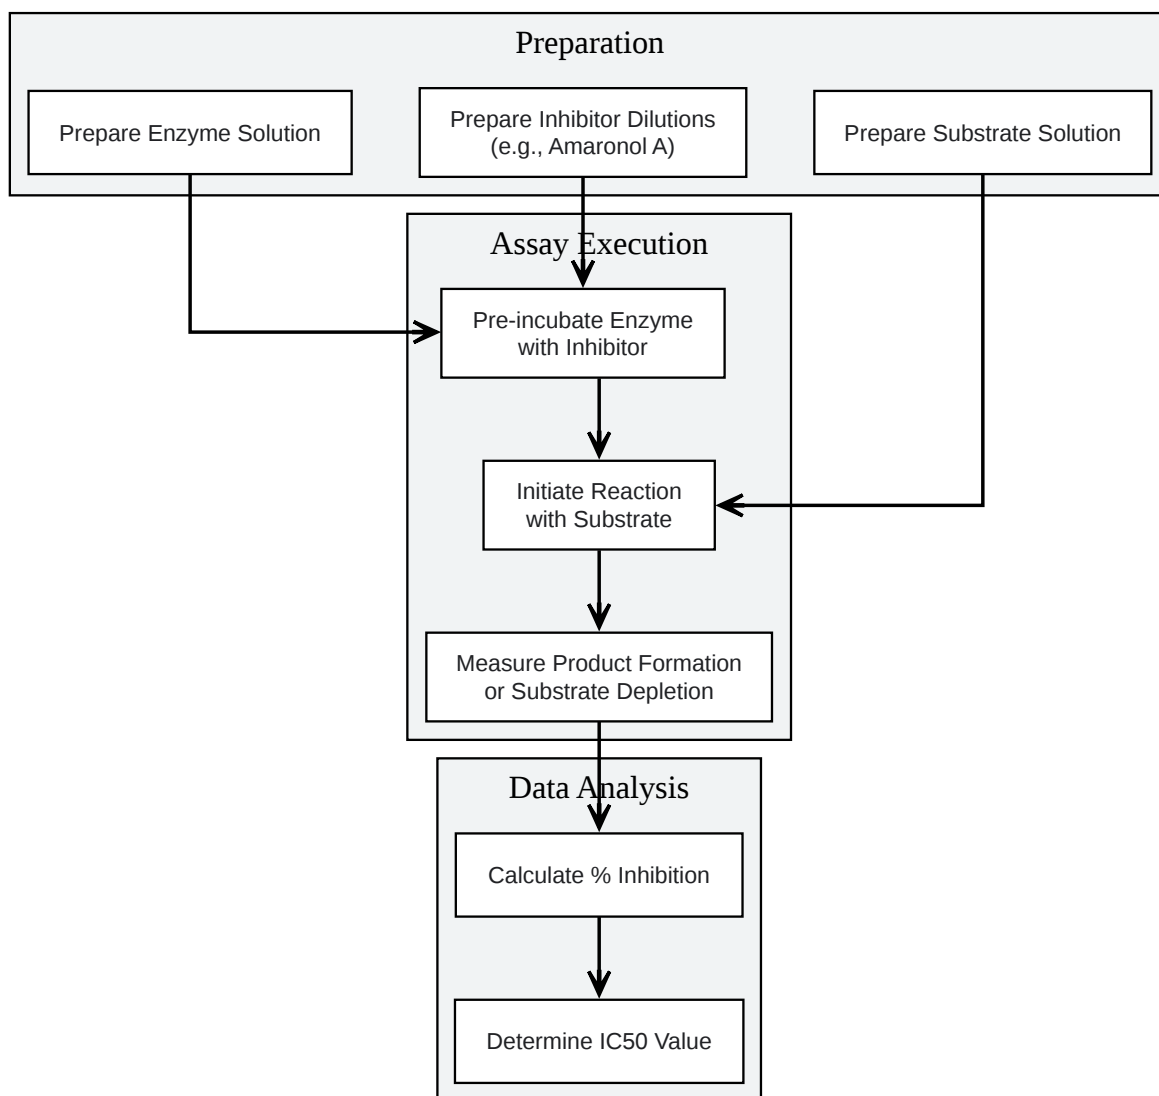 Preparation
Prepare Enzyme Solution
Prepare Inhibitor Dilutions
(e.g., Amaronol A)
Prepare Substrate Solution
Assay Execution
Pre-incubate Enzyme
with Inhibitor
Initiate Reaction
with Substrate
Measure Product Formation
or Substrate Depletion
Data Analysis
Calculate % Inhibition
Determine IC50 Value